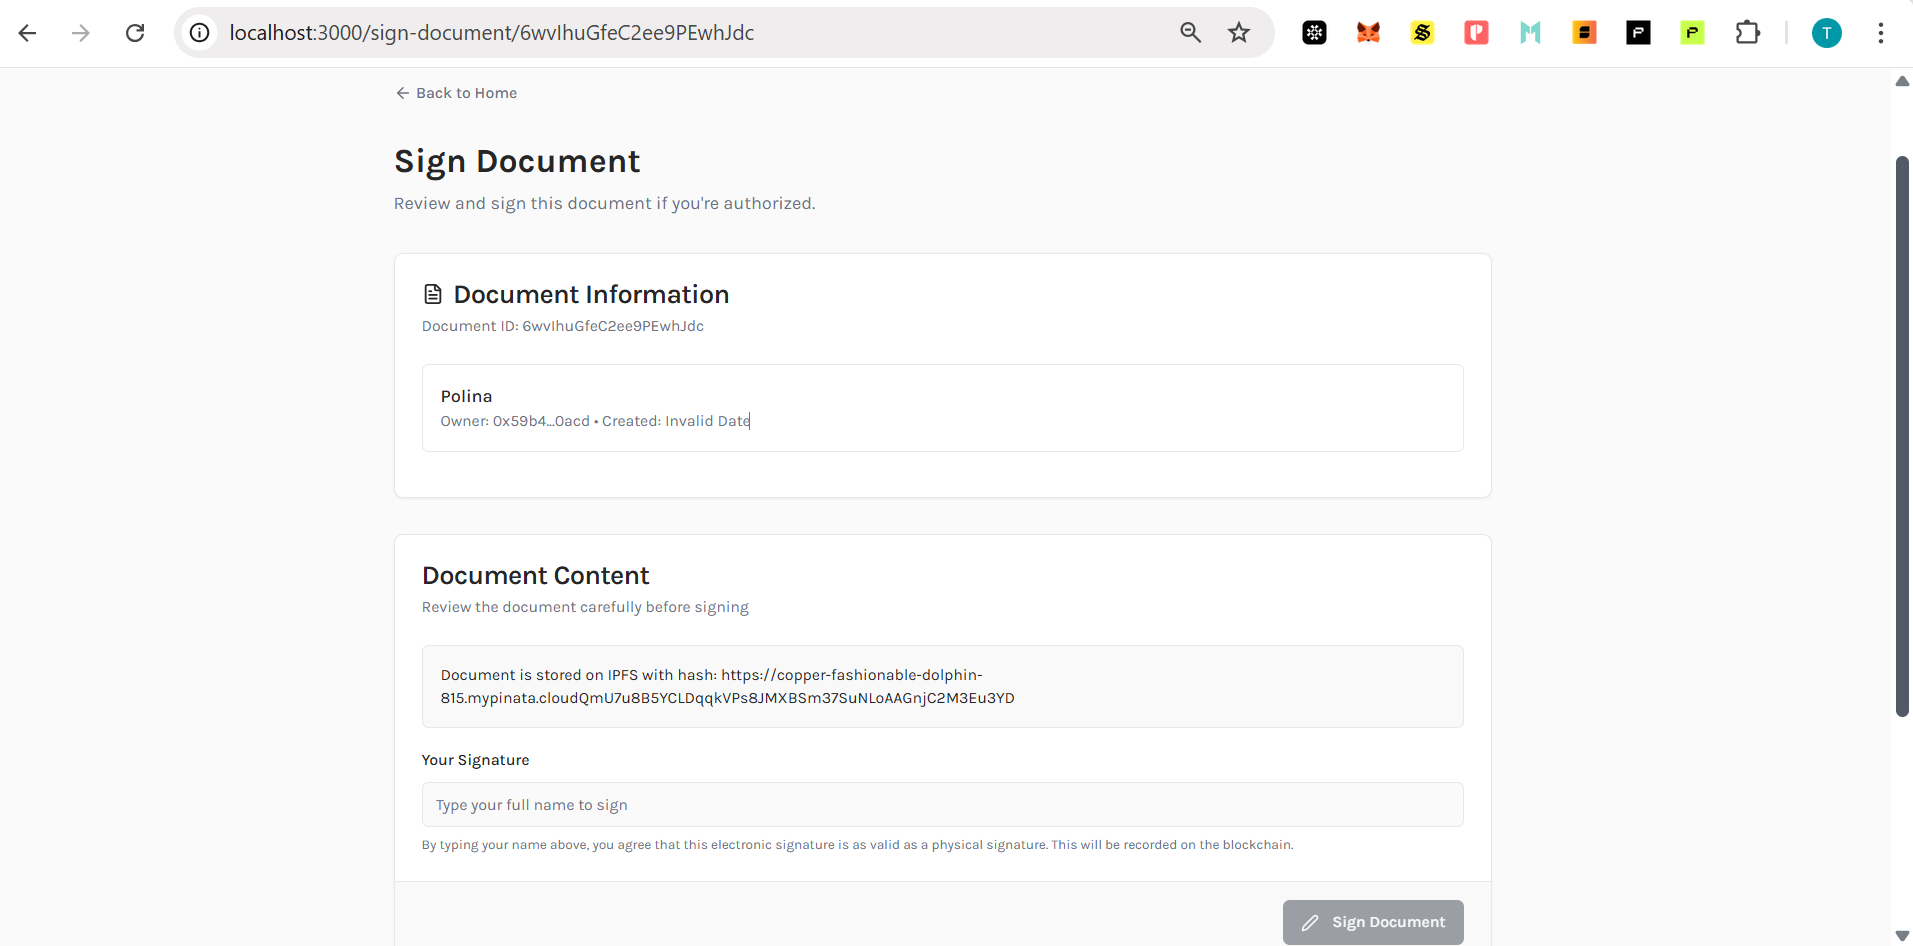 localhost:3000/sign-document/6wvIhuGfeC2ee9PEwhJdc
T
Back to Home
Sign Document
Review and sign this document if you're authorized.
Document Information
Document ID: 6wvIhuGfeC2ee9PEwhJdc
Polina
Owner: 0x59b4...0acd • Created: Invalid Date
Document Content
Review the document carefully before signing
Document is stored on IPFS with hash: https://copper-fashionable-dolphin-
815.mypinata.cloudQmU7u8B5YCLDqqkVPs8JMXBSm37SuNLoAAGnjC2M3Eu3YD
Your Signature
Type your full name to sign
By typing your name above, you agree that this electronic signature is as valid as a physical signature. This will be recorded on the blockchain.
Sign Document